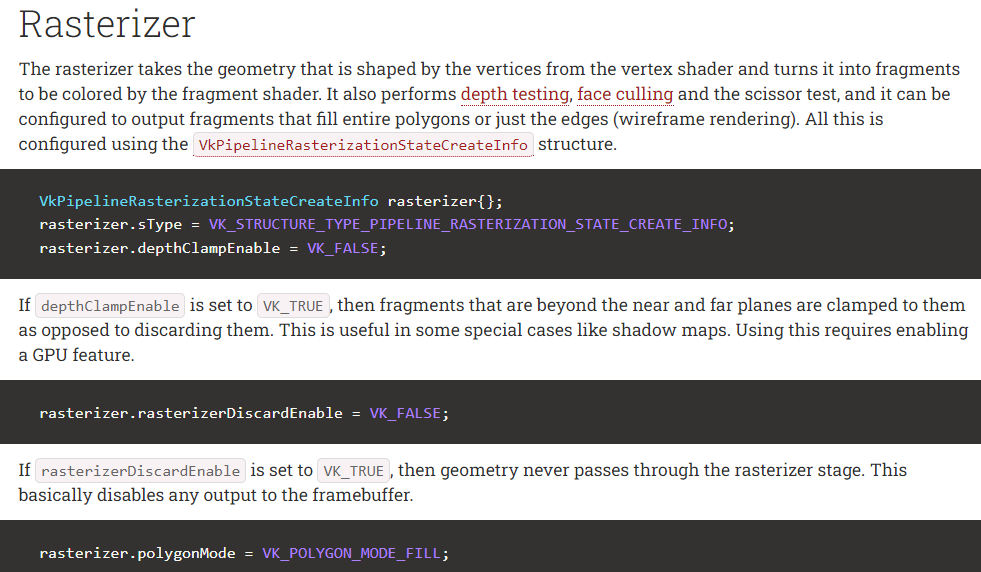 Rasterizer
The rasterizer takes the geometry that is shaped by the vertices from the vertex shader and turns it into fragments
to be colored by the fragment shader. It also performs depth testing, face culling and the scissor test, and it can be
configured to output fragments that fill entire polygons or just the edges (wireframe rendering). All this is
configured using the VkPipelineRasterizationStateCreateInfo structure.
VkPipelineRasterizationStateCreateInfo rasterizer{};
rasterizer.sType = VK_STRUCTURE_TYPE_PIPELINE_RASTERIZATION_STATE_CREATE_INFO;
rasterizer.depthClampEnable = VK_FALSE;
If depthClampEnable is set to VK_TRUE, then fragments that are beyond the near and far planes are clamped to them
as opposed to discarding them. This is useful in some special cases like shadow maps. Using this requires enabling
a GPU feature.
rasterizer.rasterizerDiscardEnable = VK_FALSE;
If rasterizerDiscardEnable is set to VK_TRUE, then geometry never passes through the rasterizer stage. This
basically disables any output to the framebuffer.
rasterizer.polygonMode = VK_POLYGON_MODE_FILL;